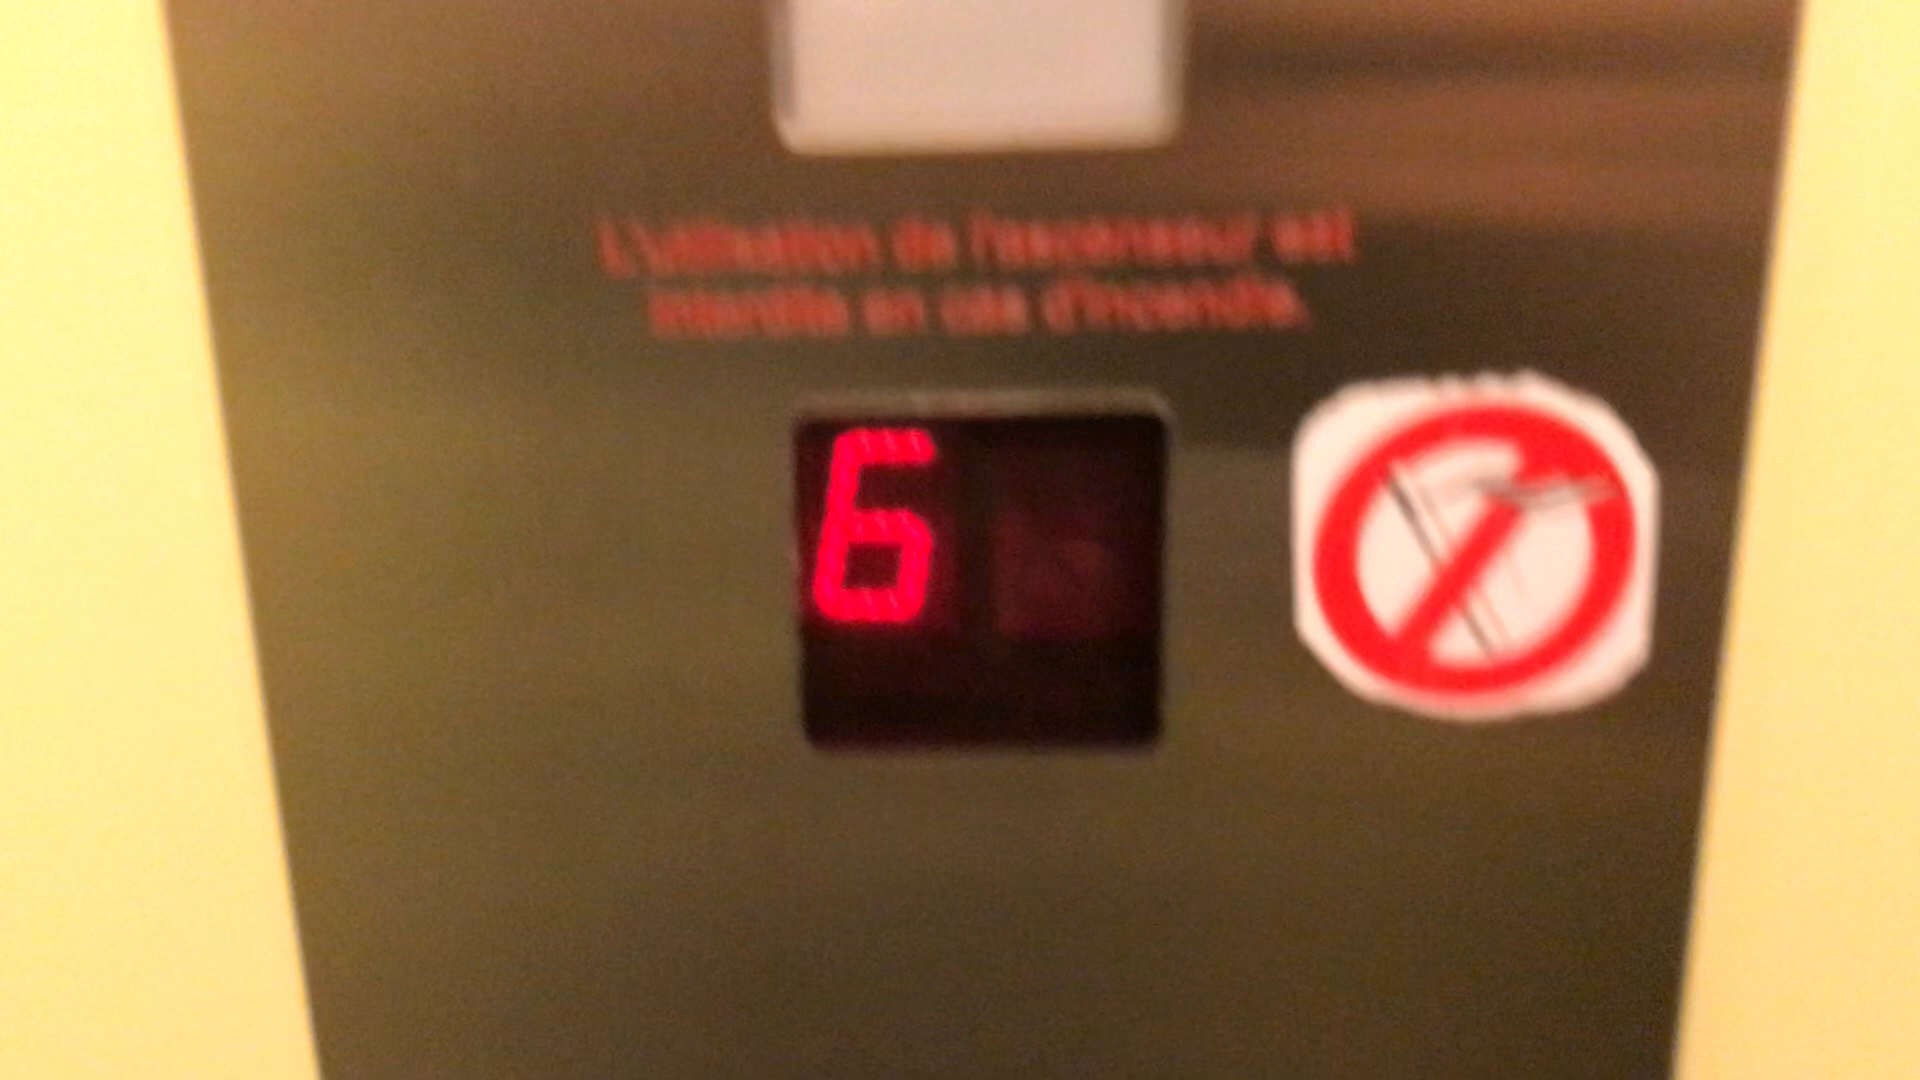 L'utilisation de l'ascenseur est
interdite en cas d'incendie.
6